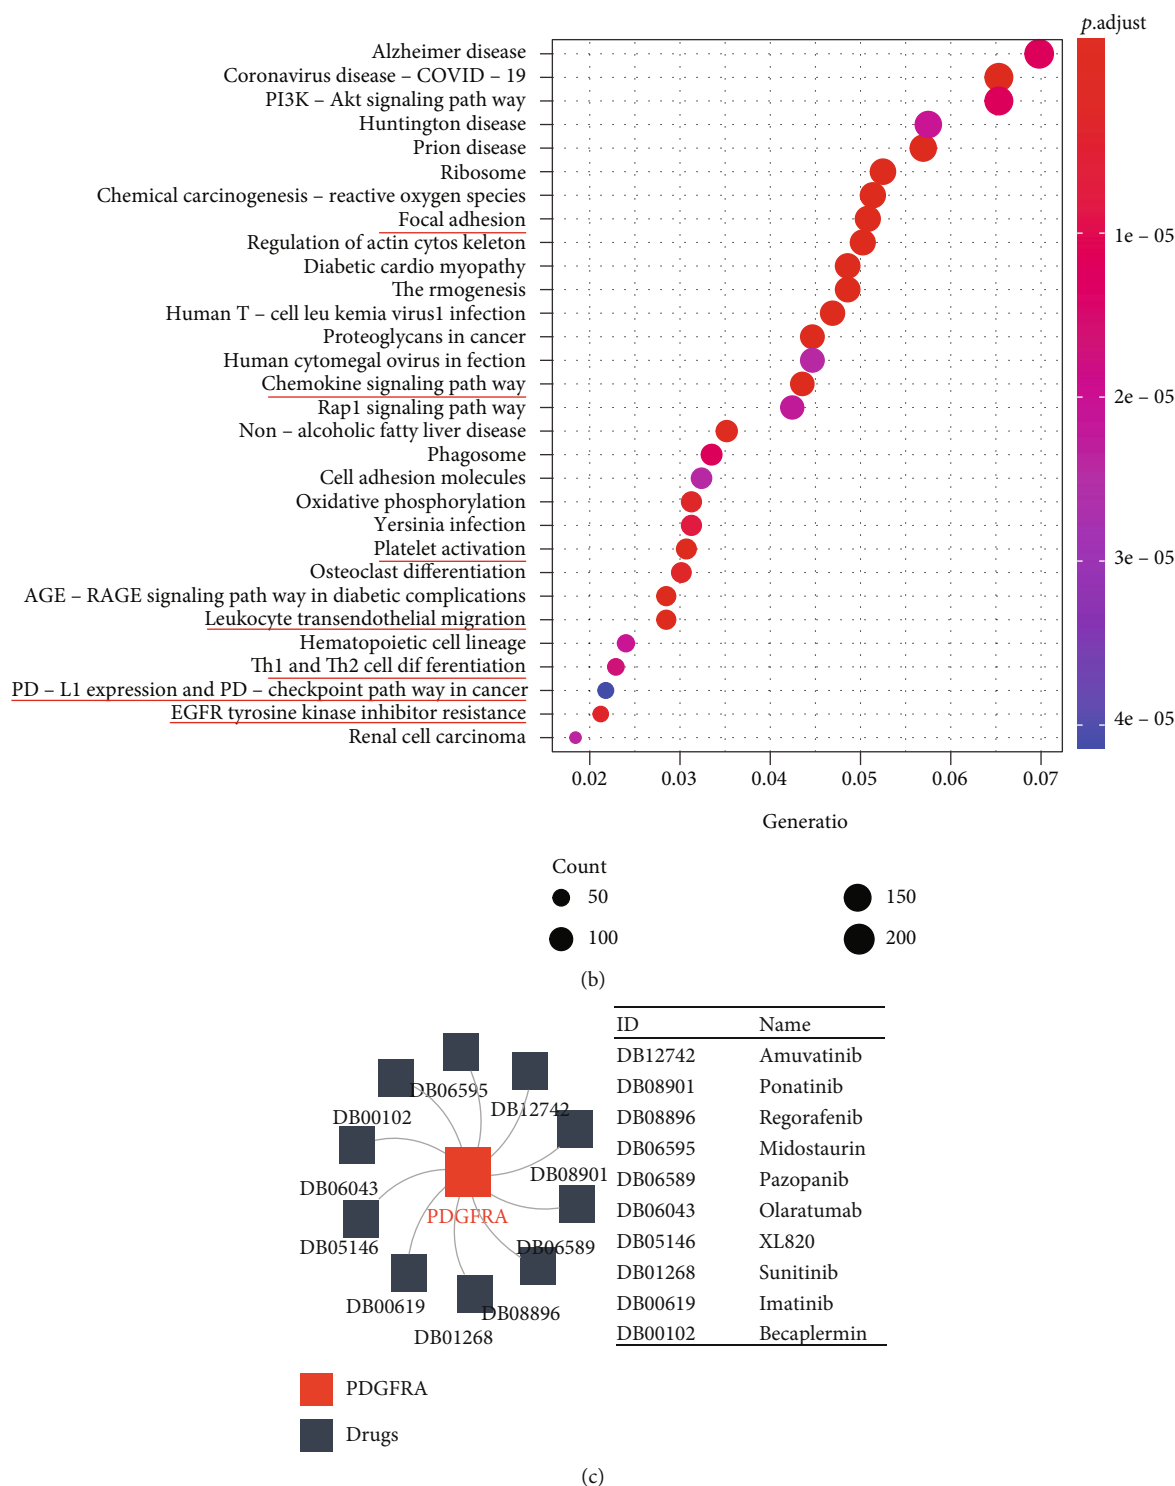 p.adjust
Alzheimer disease
Coronavirus disease – COVID – 19
PI3K – Akt signaling path way
Huntington disease
Prion disease
Ribosome
Chemical carcinogenesis – reactive oxygen species
Focal adhesion
Regulation of actin cytos keleton
Diabetic cardio myopathy
The rmogenesis
Human T – cell leu kemia virus1 infection
Proteoglycans in cancer
Human cytomegal ovirus in fection
Chemokine signaling path way
Rap1 signaling path way
Non – alcoholic fatty liver disease
Phagosome
Cell adhesion molecules
Oxidative phosphorylation
Yersinia infection
Platelet activation
Osteoclast differentiation
AGE – RAGE signaling path way in diabetic complications
Leukocyte transendothelial migration
Hematopoietic cell lineage
Th1 and Th2 cell dif ferentiation
PD – L1 expression and PD – checkpoint path way in cancer
EGFR tyrosine kinase inhibitor resistance
Renal cell carcinoma
1e – 05
2e – 05
3e – 05
4e – 05
0.02 0.03 0.04 0.05 0.06 0.07
Generatio
Count
50 150
100 200
(b)
DB06595
DB12742
DB00102
DB08901
DB06043
PDGFRA
DB05146
DB06589
DB00619
DB08896
DB01268
ID Name
DB12742 Amuvatinib
DB08901 Ponatinib
DB08896 Regorafenib
DB06595 Midostaurin
DB06589 Pazopanib
DB06043 Olaratumab
DB05146 XL820
DB01268 Sunitinib
DB00619 Imatinib
DB00102 Becaplermin
PDGFRA
Drugs
(c)